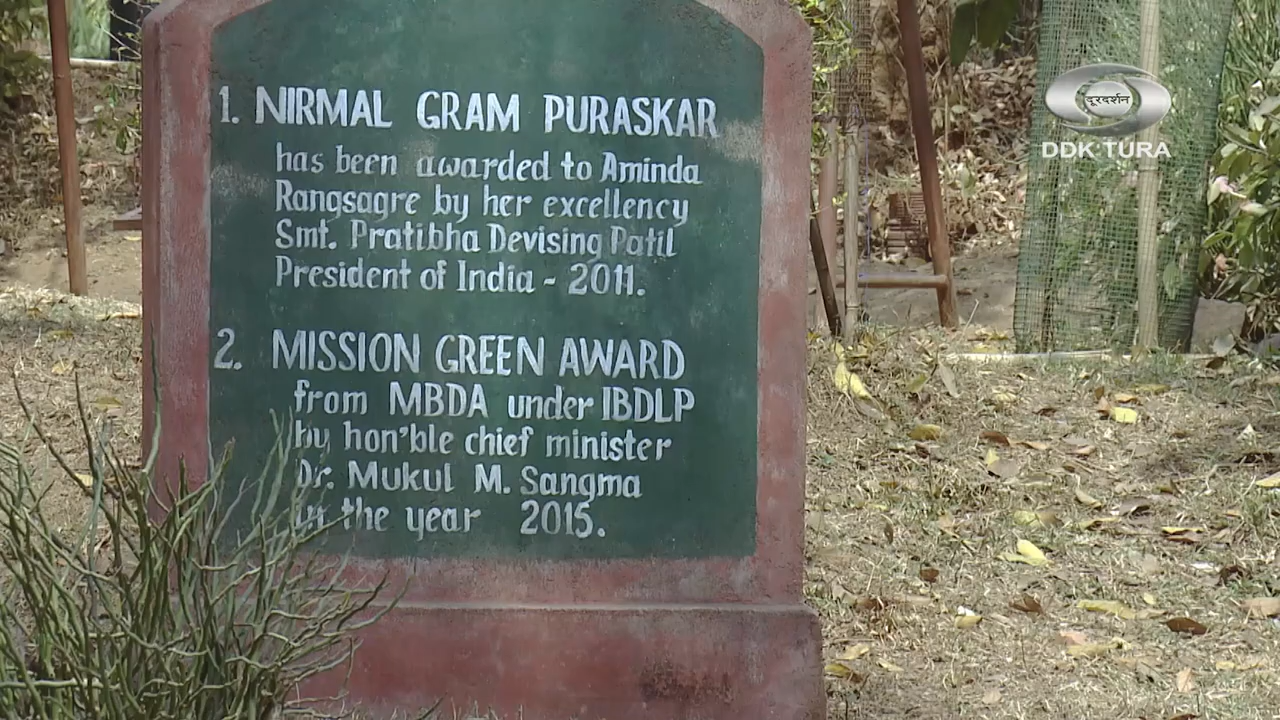 1. NIRMAL GRAM PURASKAR
has been awarded to Aminda
Rangsagre by her excellency
Smt. Pratibha Devising Patil
President of India - 2011.
2. MISSION GREEN AWARD
from MBDA under IBDLP
by hon'ble chief minister
Dr. Mukul M. Sangma
in the year 2015.
दूरदर्शन
DDK TURA